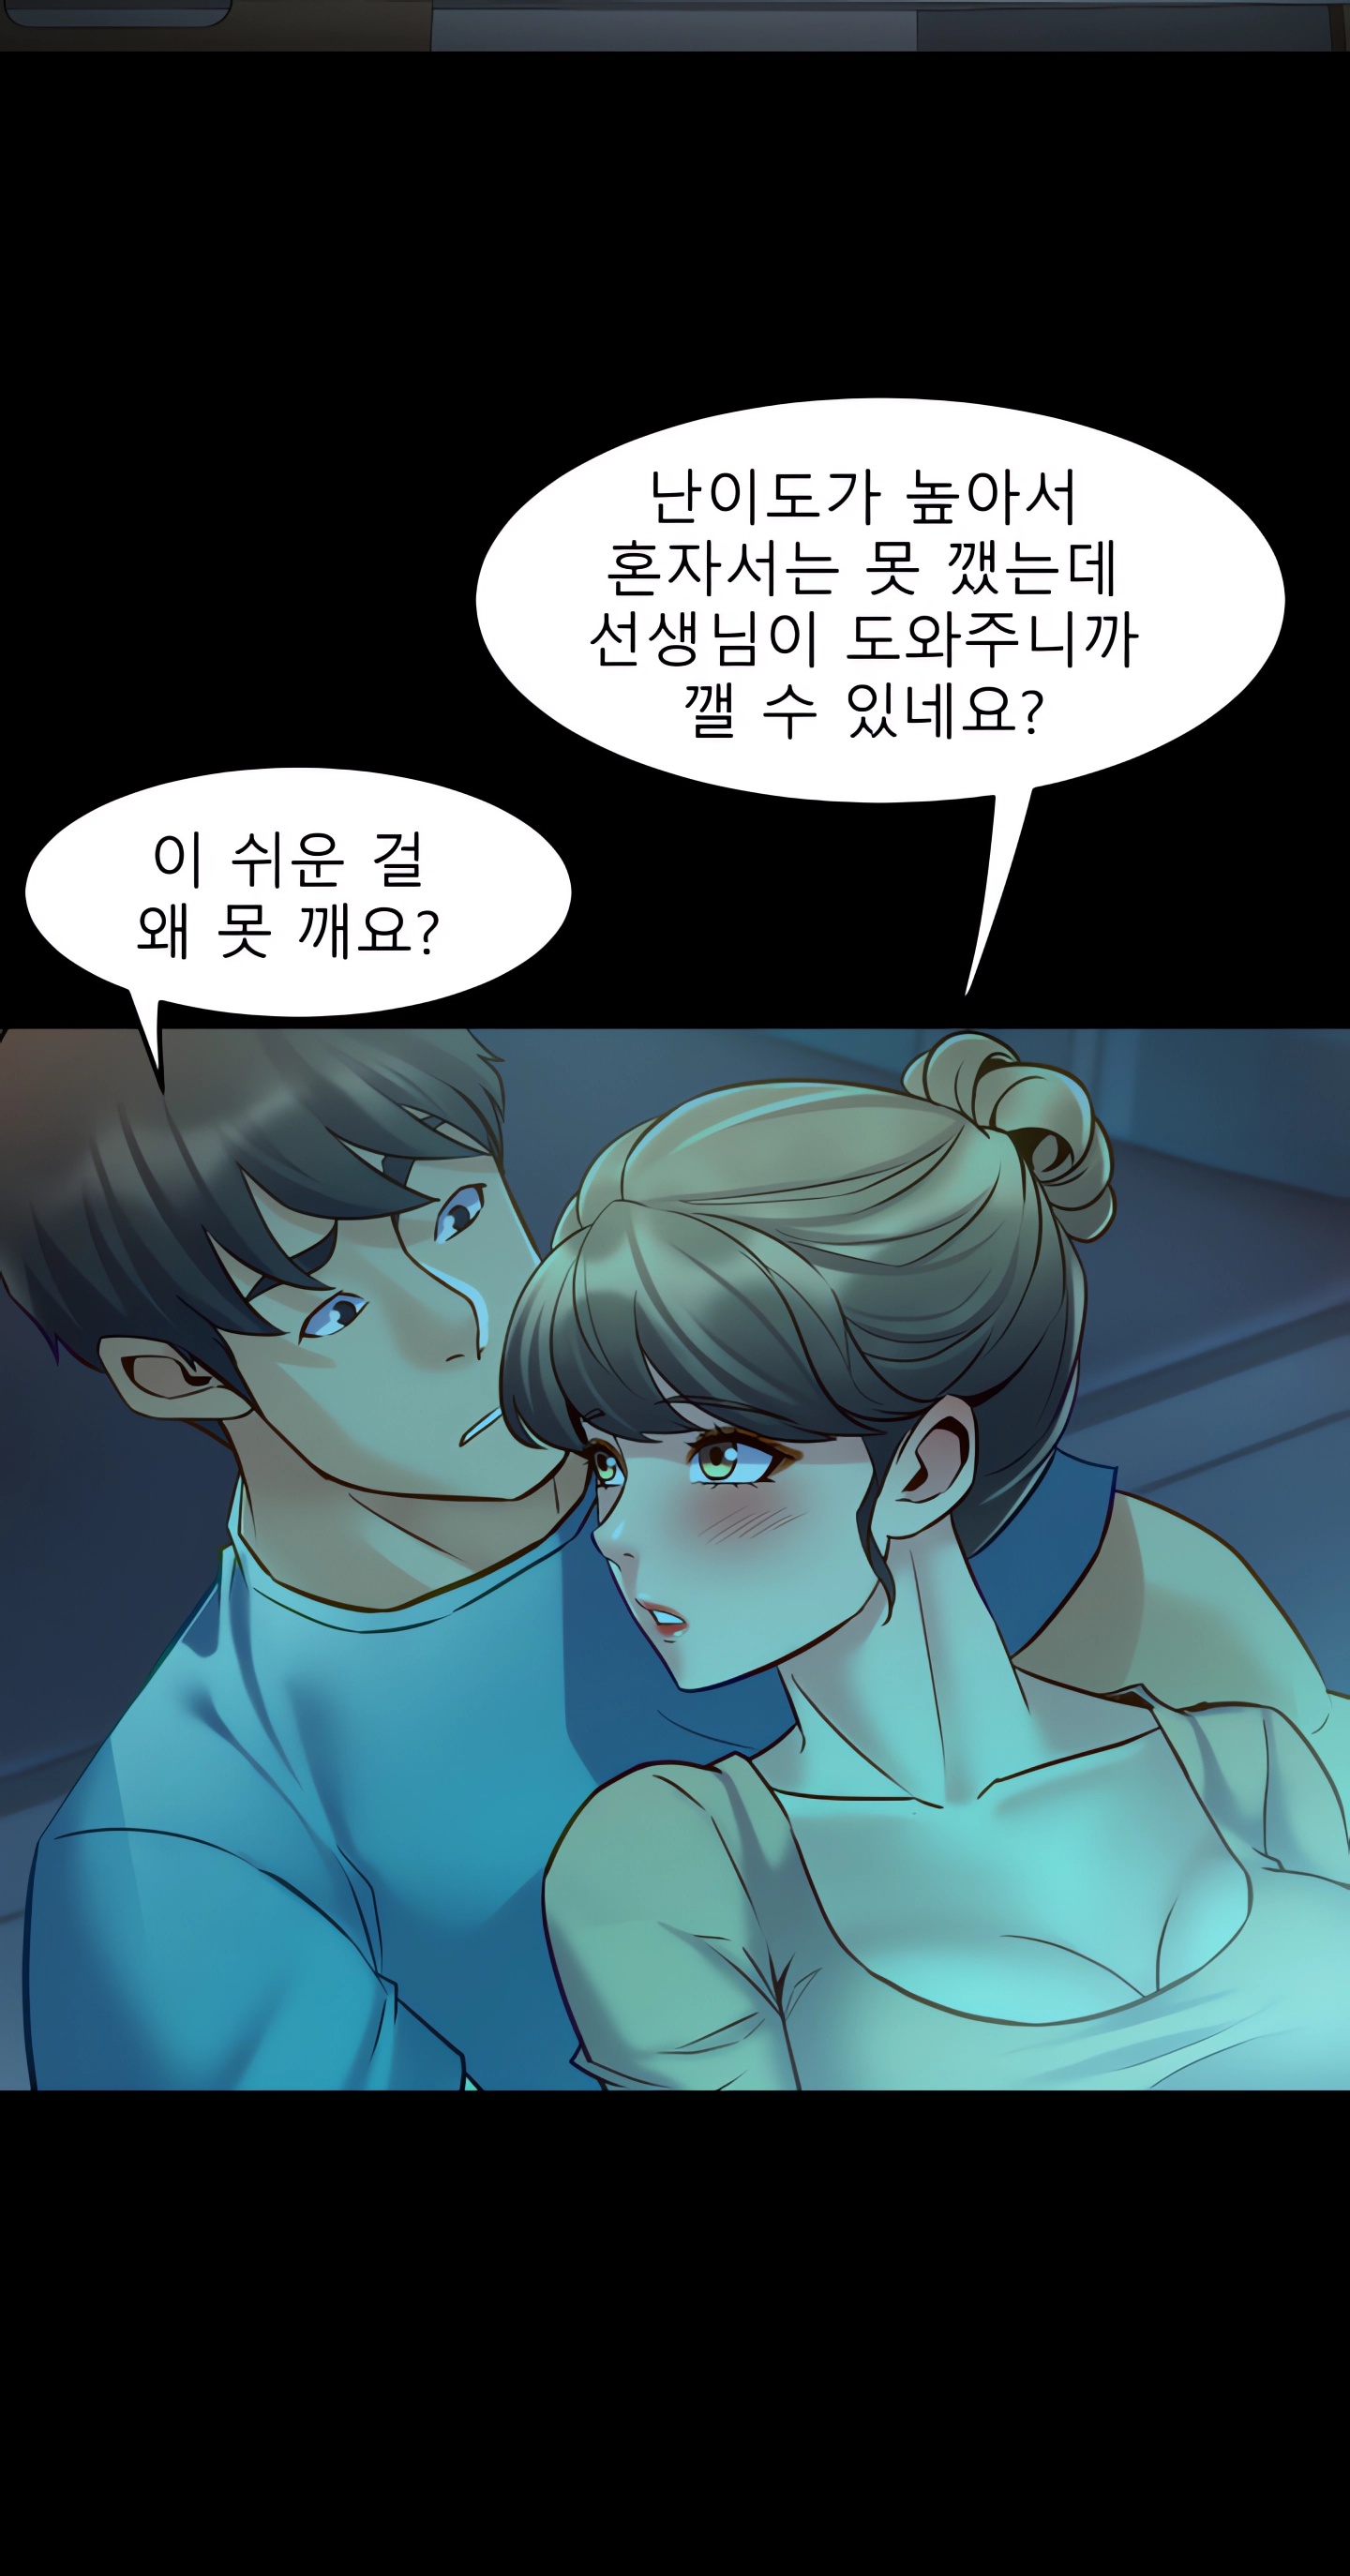 난이도가 높아서
혼자서는 못 깼는데
선생님이 도와주니까
깰 수 있네요?
이 쉬운 걸
왜 못 깨요?